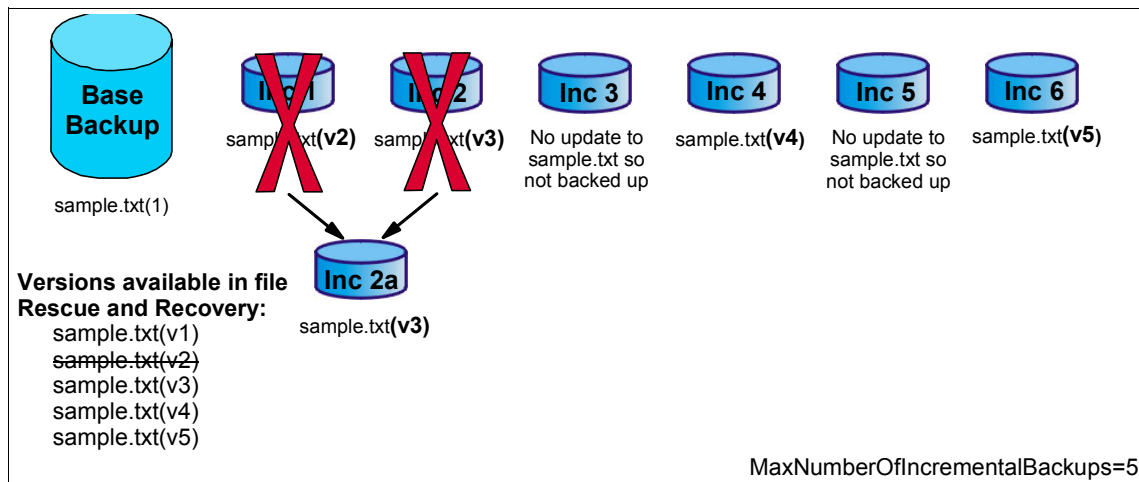 Base
Backup
sample.txt(1)
Inc 1
sample.txt(v2)
Inc 2
sample.txt(v3)
Inc 3
No update to
sample.txt so
not backed up
Inc 4
sample.txt(v4)
Inc 5
No update to
sample.txt so
not backed up
Inc 6
sample.txt(v5)
Inc 2a
sample.txt(v3)
Versions available in file
Rescue and Recovery:
sample.txt(v1)
sample.txt(v2)
sample.txt(v3)
sample.txt(v4)
sample.txt(v5)
MaxNumberOfIncrementalBackups=5